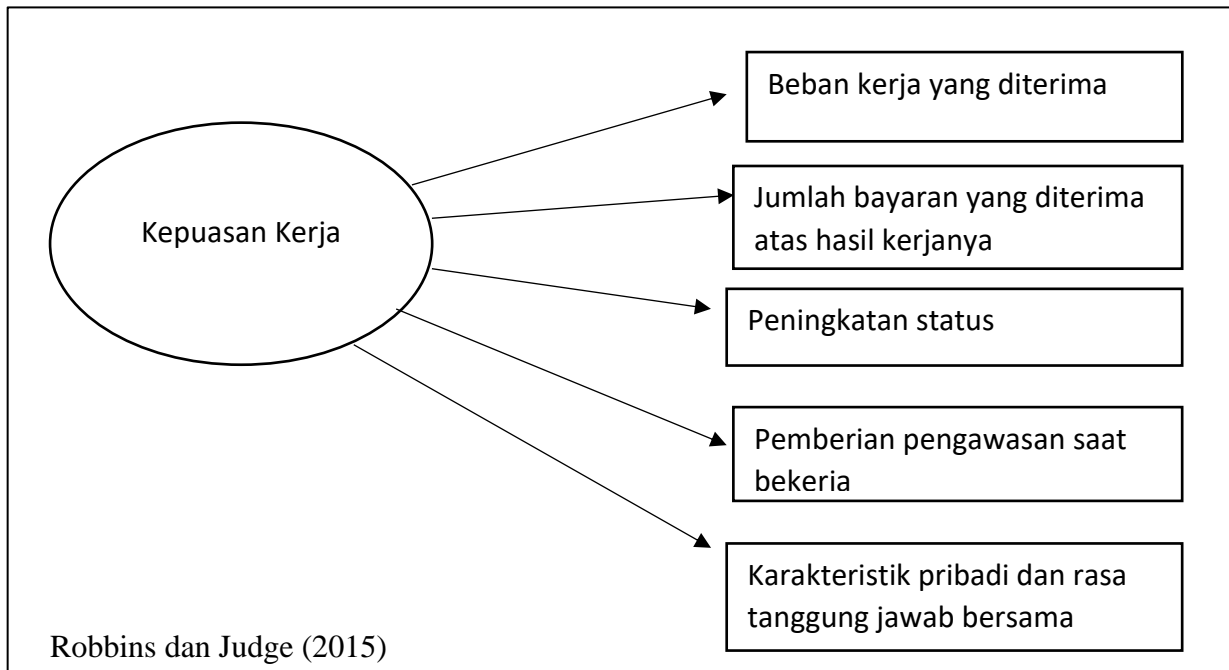 Kepuasan Kerja
Beban kerja yang diterima
Jumlah bayaran yang diterima
atas hasil kerjanya
Peningkatan status
Pemberian pengawasan saat
bekerja
Karakteristik pribadi dan rasa
tanggung jawab bersama
Robbins dan Judge (2015)